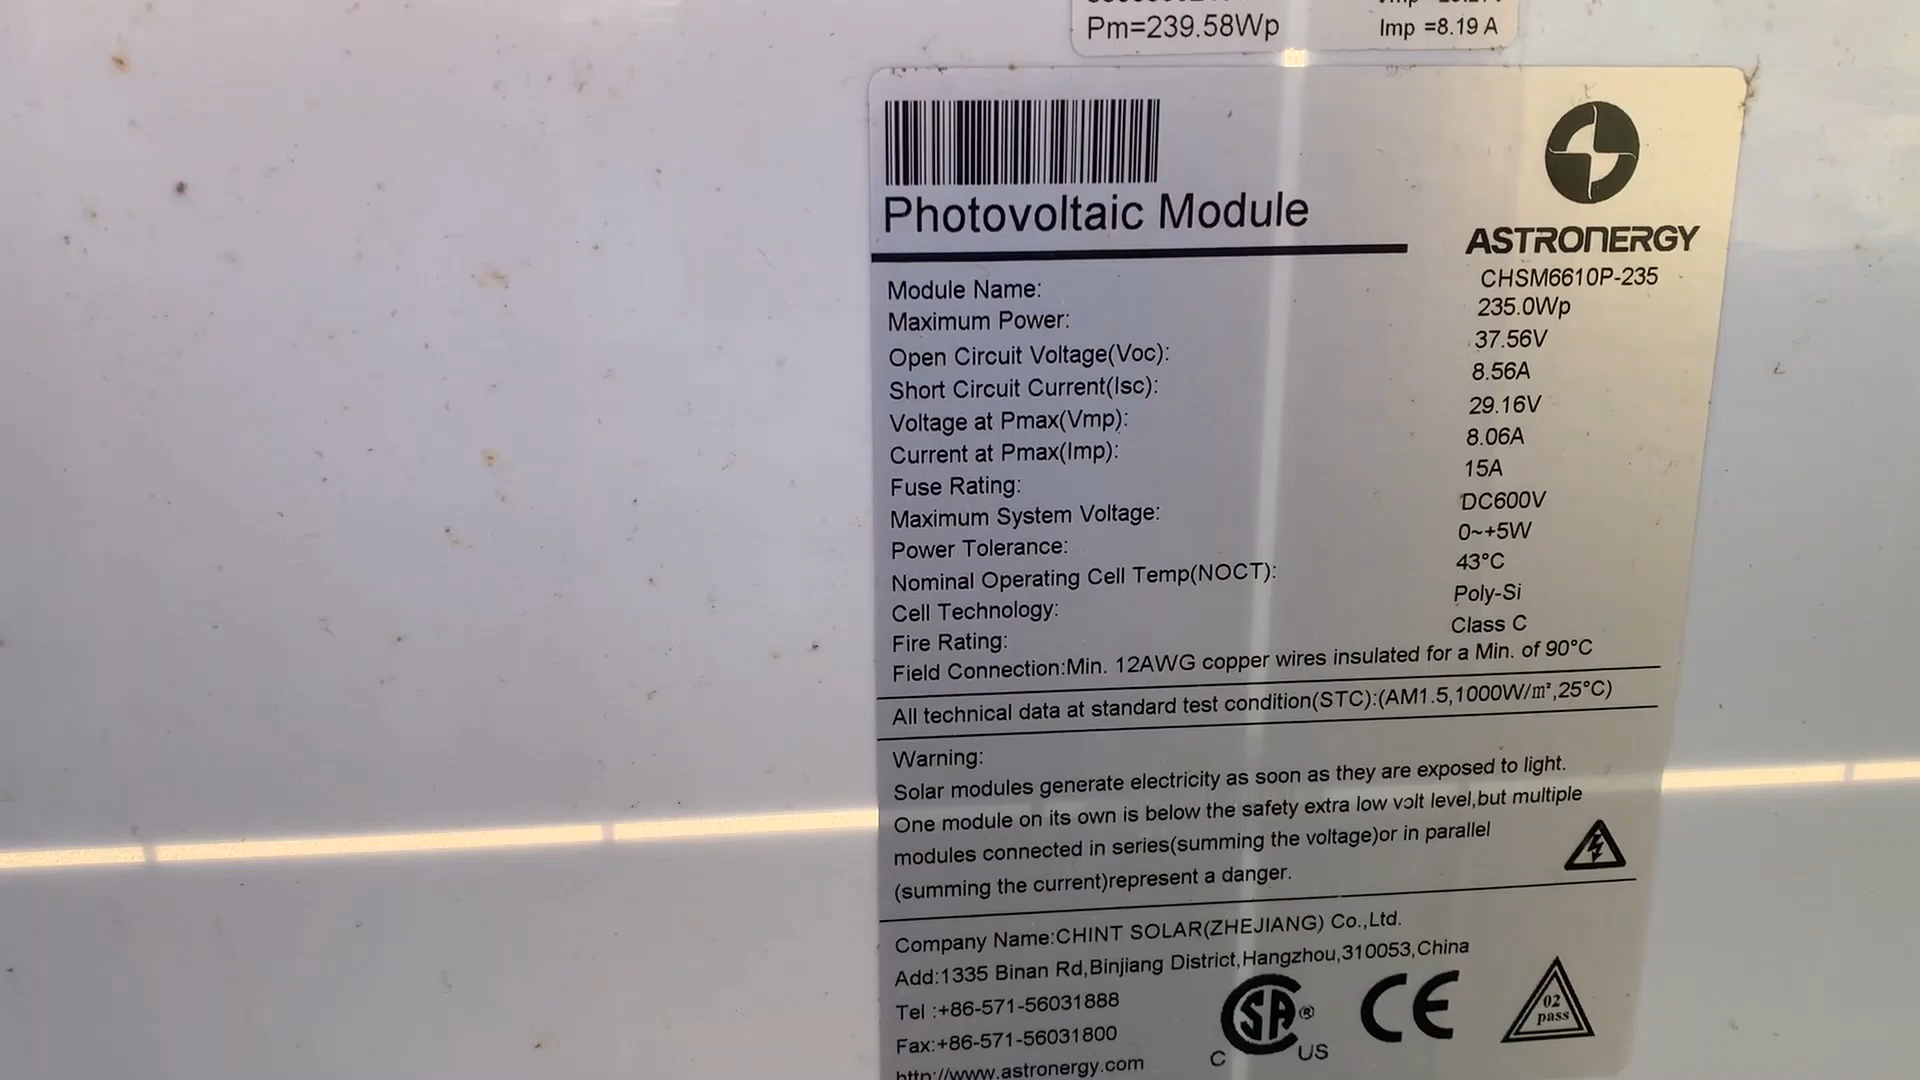 Pm=239.58Wp
Imp =8.19 A
Photovoltaic Module
ASTRONERGY
Module Name: CHSM6610P-235
Maximum Power: 235.0Wp
Open Circuit Voltage(Voc): 37.56V
Short Circuit Current(Isc): 8.56A
Voltage at Pmax(Vmp): 29.16V
Current at Pmax(Imp): 8.06A
Fuse Rating: 15A
Maximum System Voltage: DC600V
Power Tolerance: 0~+5W
Nominal Operating Cell Temp(NOCT): 43°C
Cell Technology: Poly-Si
Fire Rating: Class C
Field Connection:Min. 12AWG copper wires insulated for a Min. of 90°C
All technical data at standard test condition(STC):(AM1.5,1000W/m²,25°C)
Warning:
Solar modules generate electricity as soon as they are exposed to light.
One module on its own is below the safety extra low volt level,but multiple
modules connected in series(summing the voltage)or in parallel
(summing the current)represent a danger.
Company Name:CHINT SOLAR(ZHEJIANG) Co.,Ltd.
Add:1335 Binan Rd,Binjiang District,Hangzhou,310053,China
Tel :+86-571-56031888
Fax:+86-571-56031800
http://www.astronergy.com
C SA ® US
CE
02
pass